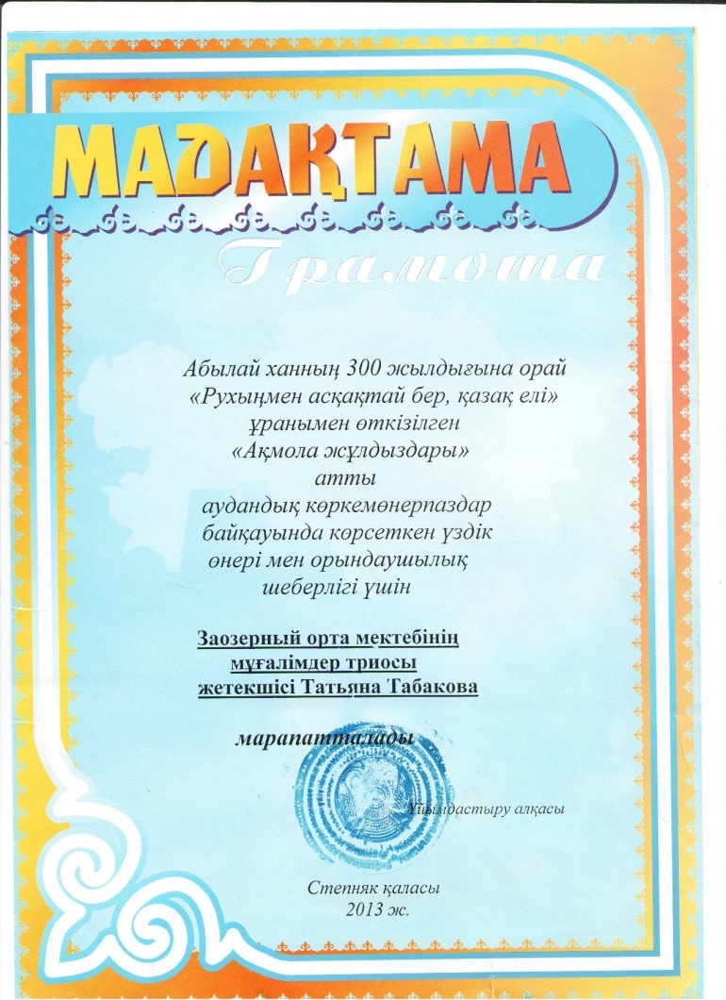 МАДАҚТАМА
Грамота
Абылай ханның 300 жылдығына орай
«Рухыңмен асқақтай бер, қазақ елі»
ұранымен өткізілген
«Ақмола жұлдыздары»
атты
аудандық көркемөнерпаздар
байқауында көрсеткен үздік
өнері мен орындаушылық
шеберлігі үшін
Заозерный орта мектебінің
мұғалімдер триосы
жетекшісі Татьяна Табакова
марапатталады
Ұйымдастыру алқасы
Степняк қаласы
2013 ж.